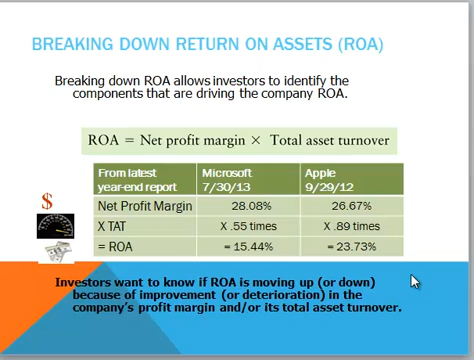 BREAKING DOWN RETURN ON ASSETS (ROA)
Breaking down ROA allows investors to identify the
components that are driving the company ROA.
ROA = Net profit margin × Total asset turnover
From latest year-end report Microsoft 7/30/13 Apple 9/29/12
$
Net Profit Margin 28.08% 26.67%
X TAT X .55 times X .89 times
= ROA = 15.44% = 23.73%
Investors want to know if ROA is moving up (or down)
because of improvement (or deterioration) in the
company's profit margin and/or its total asset turnover.